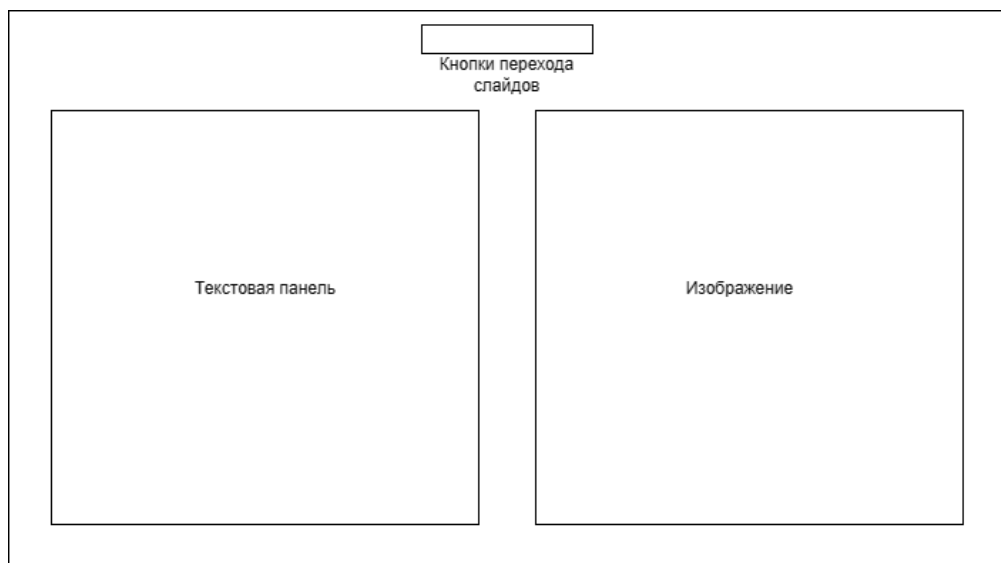 Кнопки перехода
слайдов
Текстовая панель
Изображение